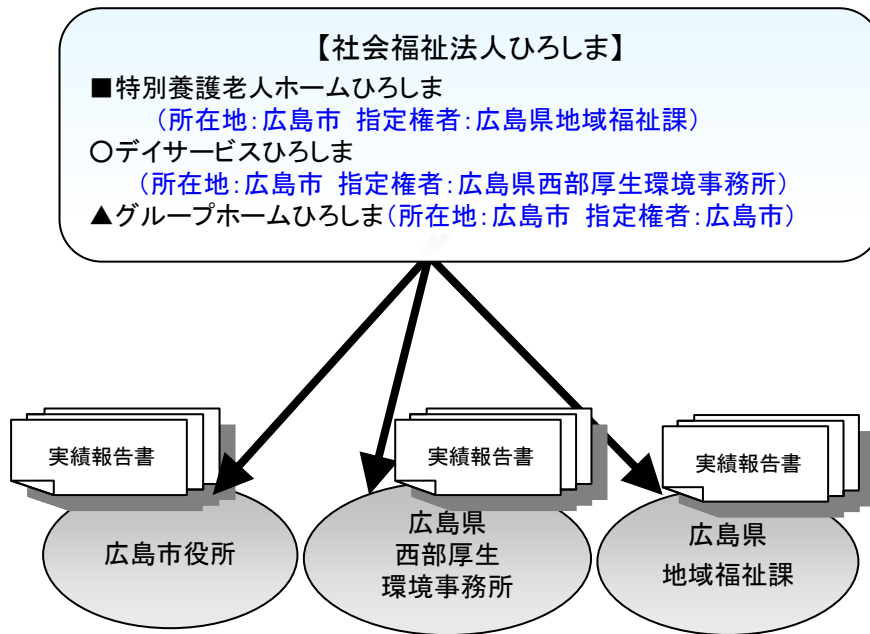 【社会福祉法人ひろしま】
■特別養護老人ホームひろしま
（所在地：広島市 指定権者：広島県地域福祉課）
○デイサービスひろしま
（所在地：広島市 指定権者：広島県西部厚生環境事務所）
▲グループホームひろしま（所在地：広島市 指定権者：広島市）
実績報告書
実績報告書
実績報告書
広島市役所
広島県
西部厚生
環境事務所
広島県
地域福祉課